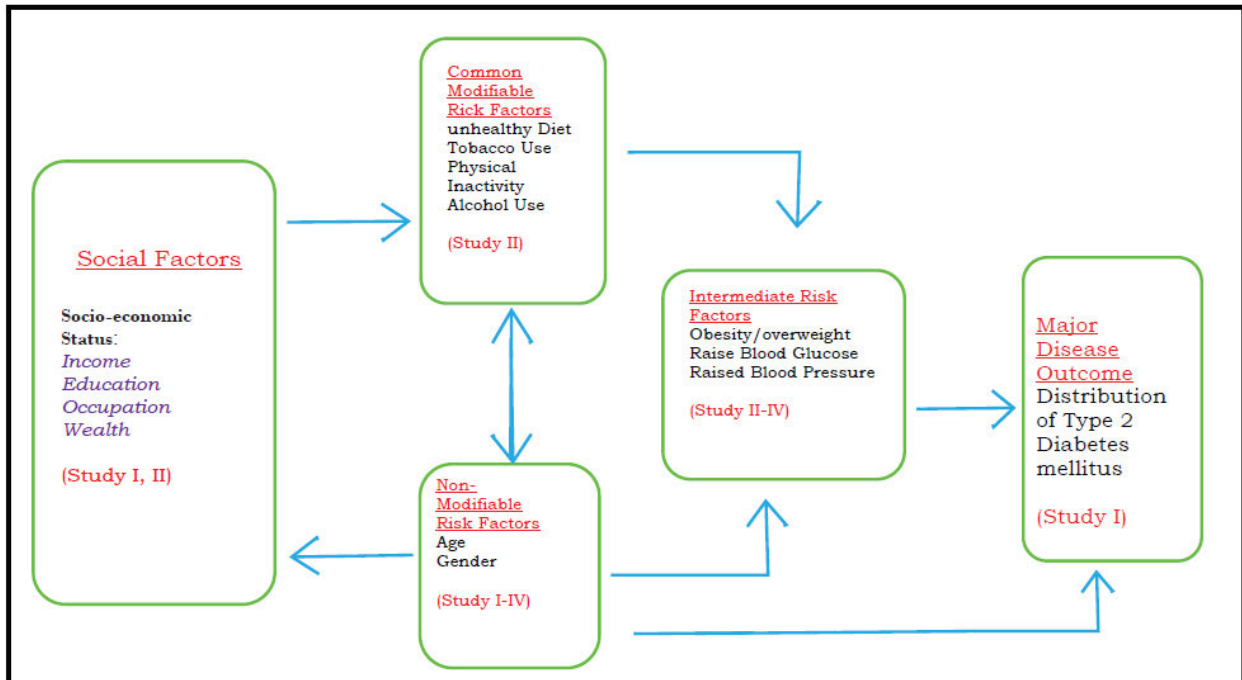 Social Factors
Socio-economic
Status:
Income
Education
Occupation
Wealth
(Study I, II)
Common
Modifiable
Rick Factors
unhealthy Diet
Tobacco Use
Physical
Inactivity
Alcohol Use
(Study II)
Non-
Modifiable
Risk Factors
Age
Gender
(Study I-IV)
Intermediate Risk
Factors
Obesity/overweight
Raise Blood Glucose
Raised Blood Pressure
(Study II-IV)
Major
Disease
Outcome
Distribution
of Type 2
Diabetes
mellitus
(Study I)